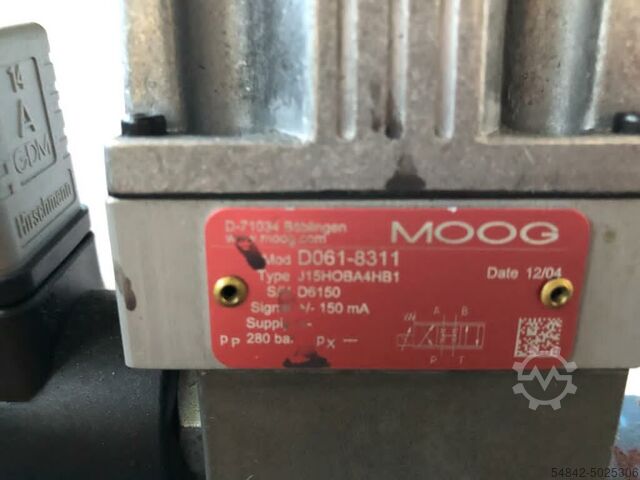 14
A
GDM
Hirschmann
D-71034 Böblingen
www.moog.com
MOOG
Mod D061-8311
Type J15HOBA4HB1
Date 12/04
S/N D6150
Signal +/- 150 mA
Supply -
pP 280 ba. pX —
A B
P T
54842-5025306